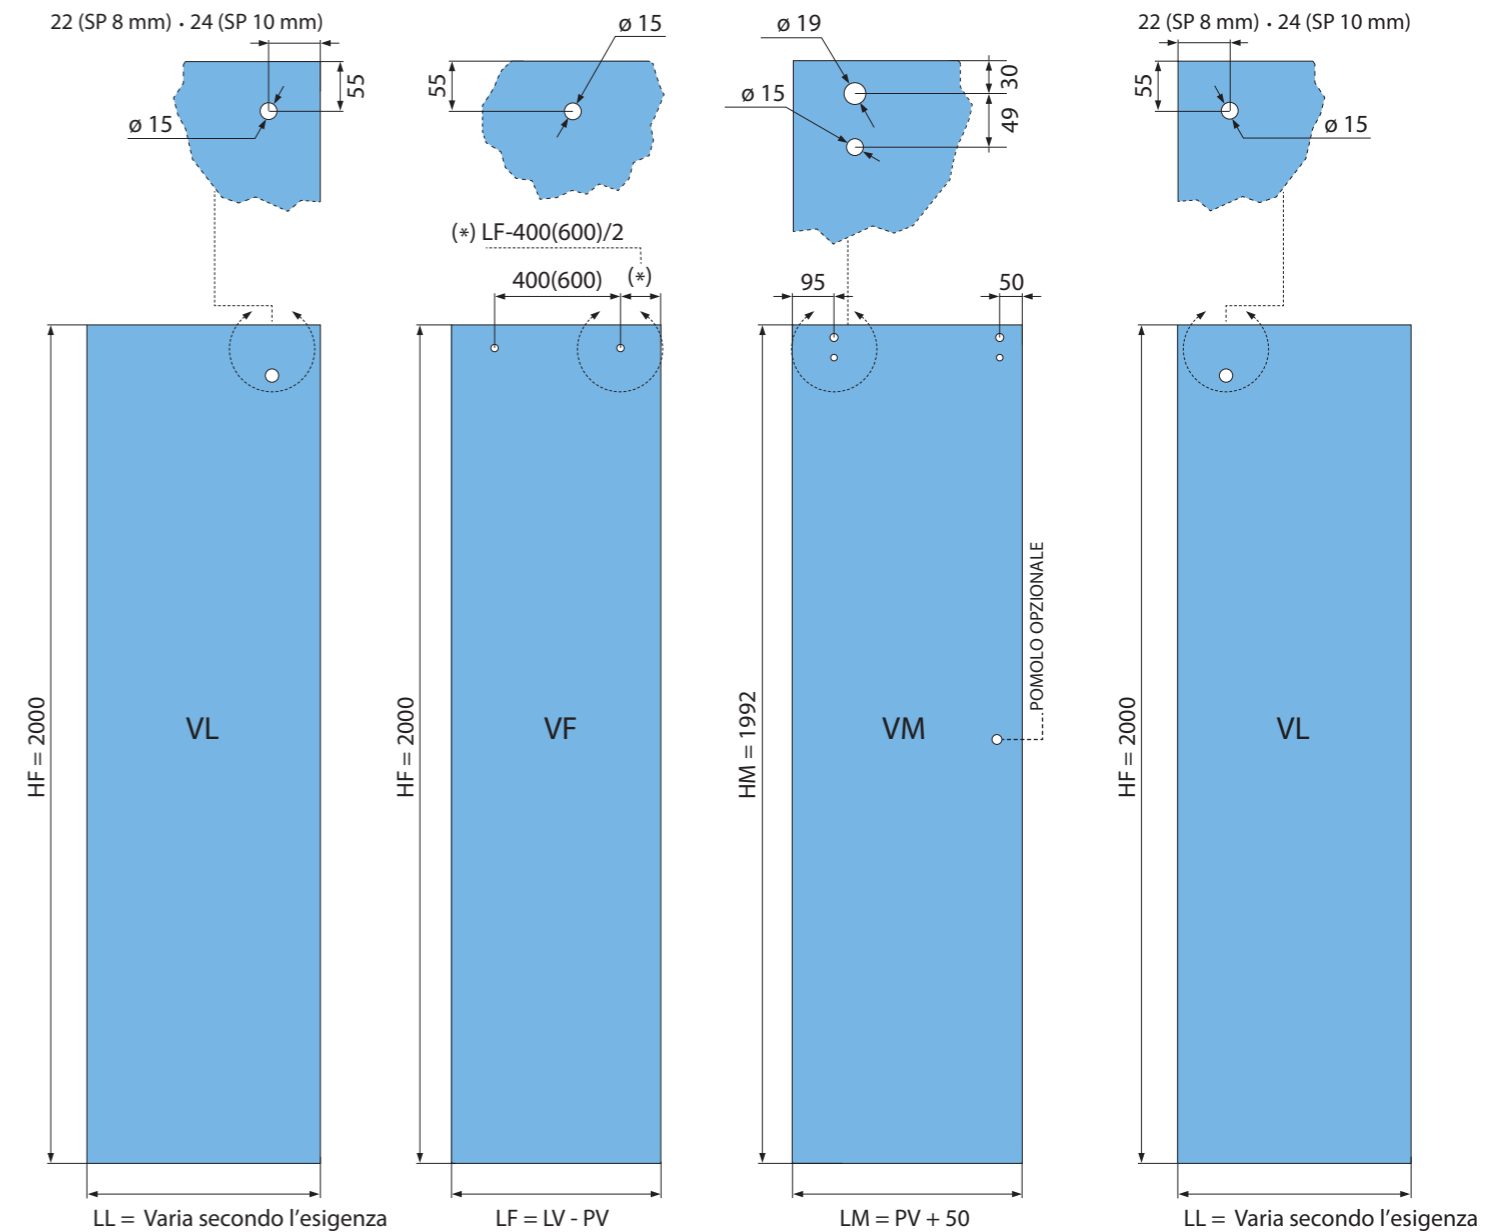 22 (SP 8 mm) · 24 (SP 10 mm)
55
ø 15
ø 15
55
ø 19
ø 15
30
49
22 (SP 8 mm) · 24 (SP 10 mm)
55
ø 15
(*) LF-400(600)/2
400(600)
(*)
95
50
HF = 2000
VL
HF = 2000
VF
HM = 1992
VM
POMOLO OPZIONALE
HF = 2000
VL
LL = Varia secondo l'esigenza
LF = LV - PV
LM = PV + 50
LL = Varia secondo l'esigenza